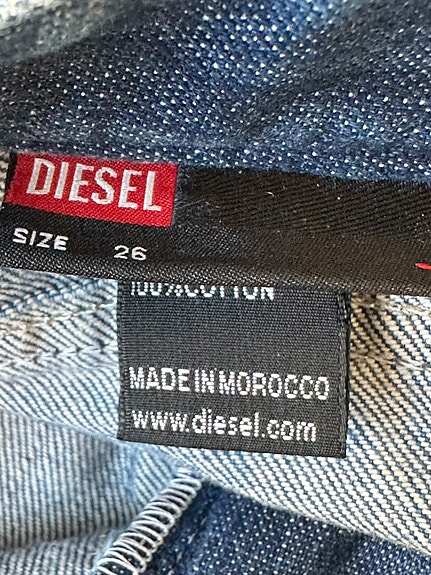 DIESEL
SIZE 26
100%COTTON
MADE IN MOROCCO
www.diesel.com